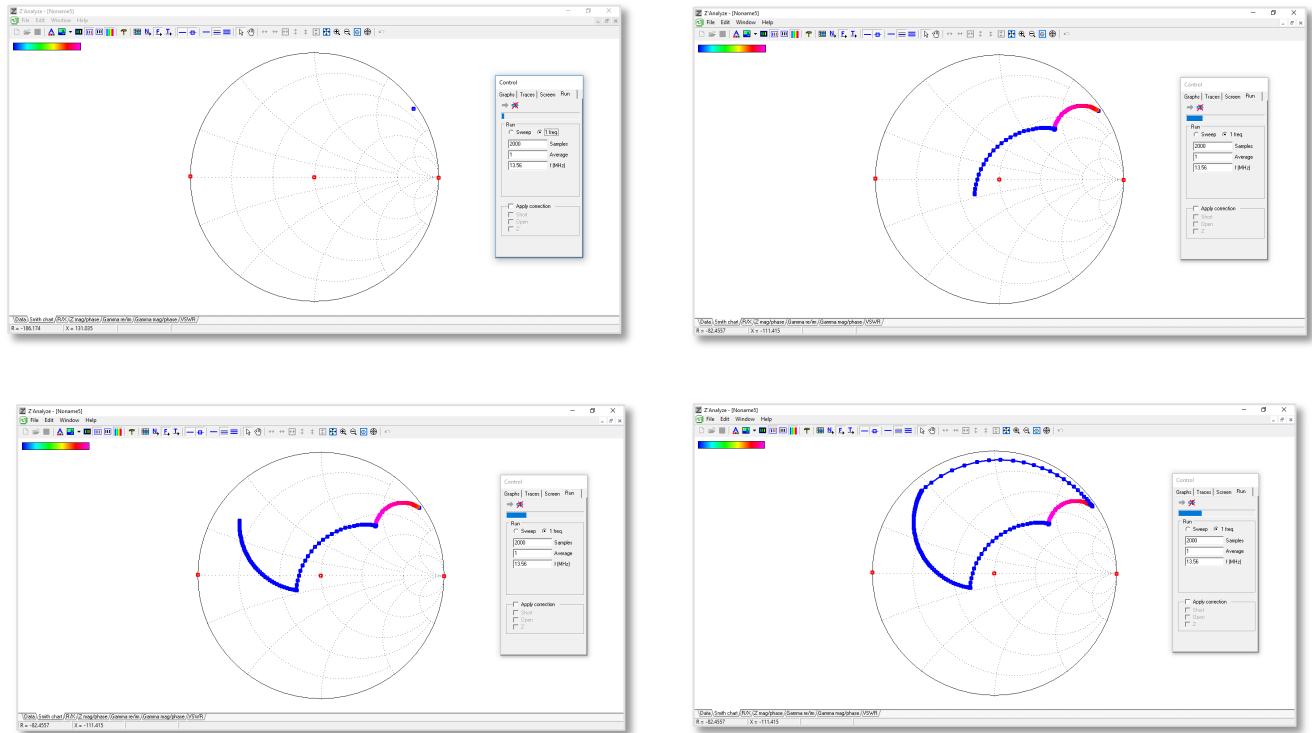 Z'Analyze - [Noname5]
File Edit Window Help
Control
Graphs Traces Screen Run
Run
Sweep 1 freq.
2000 Samples
1 Average
13.56 f (MHz)
Apply correction
Short
Open
Z
Data Smith chart R/X Z mag/phase Gamma re/im Gamma mag/phase VSWR
R = -186.174 X = 131.035
Z'Analyze - [Noname5]
File Edit Window Help
Control
Graphs Traces Screen Run
Run
Sweep 1 freq.
2000 Samples
1 Average
13.56 f (MHz)
Apply correction
Short
Open
Z
Data Smith chart R/X Z mag/phase Gamma re/im Gamma mag/phase VSWR
R = -82.4557 X = -111.415
Z'Analyze - [Noname5]
File Edit Window Help
Control
Graphs Traces Screen Run
Run
Sweep 1 freq.
2000 Samples
1 Average
13.56 f (MHz)
Apply correction
Short
Open
Z
Data Smith chart R/X Z mag/phase Gamma re/im Gamma mag/phase VSWR
R = -82.4557 X = -111.415
Z'Analyze - [Noname5]
File Edit Window Help
Control
Graphs Traces Screen Run
Run
Sweep 1 freq.
2000 Samples
1 Average
13.56 f (MHz)
Apply correction
Short
Open
Z
Data Smith chart R/X Z mag/phase Gamma re/im Gamma mag/phase VSWR
R = -82.4557 X = -111.415